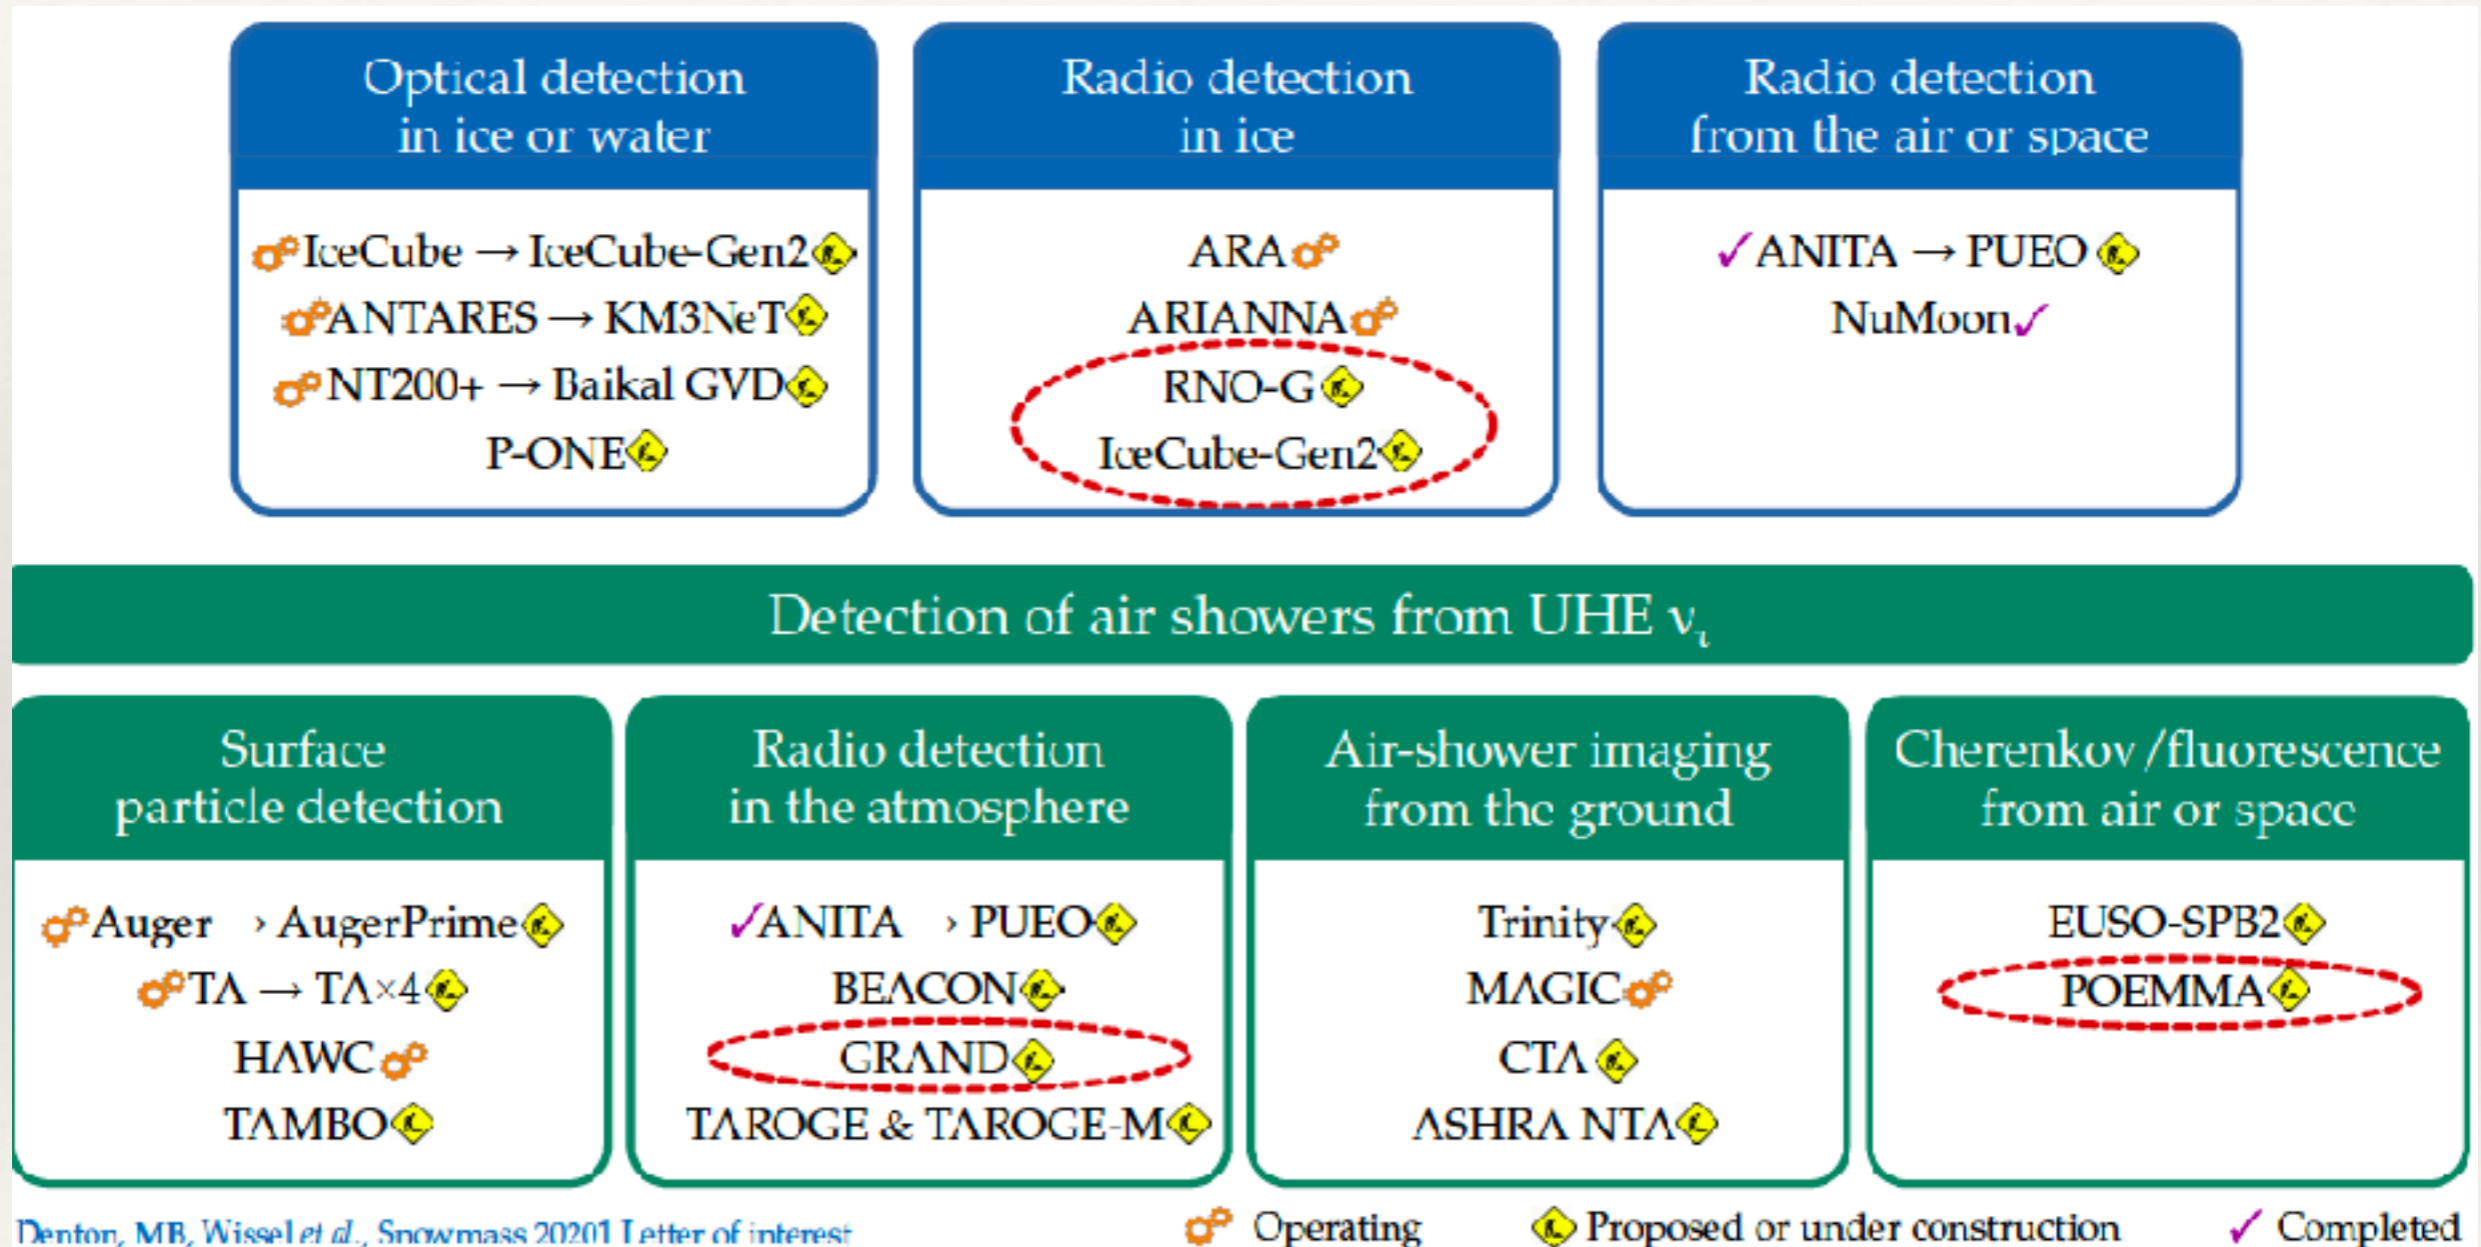 Optical detection
in ice or water
IceCube → IceCube-Gen2
ANTARES → KM3NeT
NT200+ → Baikal GVD
P-ONE
Radio detection
in ice
ARA
ARIANNA
RNO-G
IceCube-Gen2
Radio detection
from the air or space
✓ANITA → PUEO
NuMoon✓
Detection of air showers from UHE ντ
Surface
particle detection
Auger → AugerPrime
TA → TA×4
HAWC
TAMBO
Radio detection
in the atmosphere
✓ANITA → PUEO
BEACON
GRAND
TAROGE & TAROGE-M
Air-shower imaging
from the ground
Trinity
MAGIC
CTA
ASHRA NTA
Cherenkov/fluorescence
from air or space
EUSO-SPB2
POEMMA
Denton, MB, Wissel et al., Snowmass 20201 Letter of interest
Operating
Proposed or under construction
✓ Completed